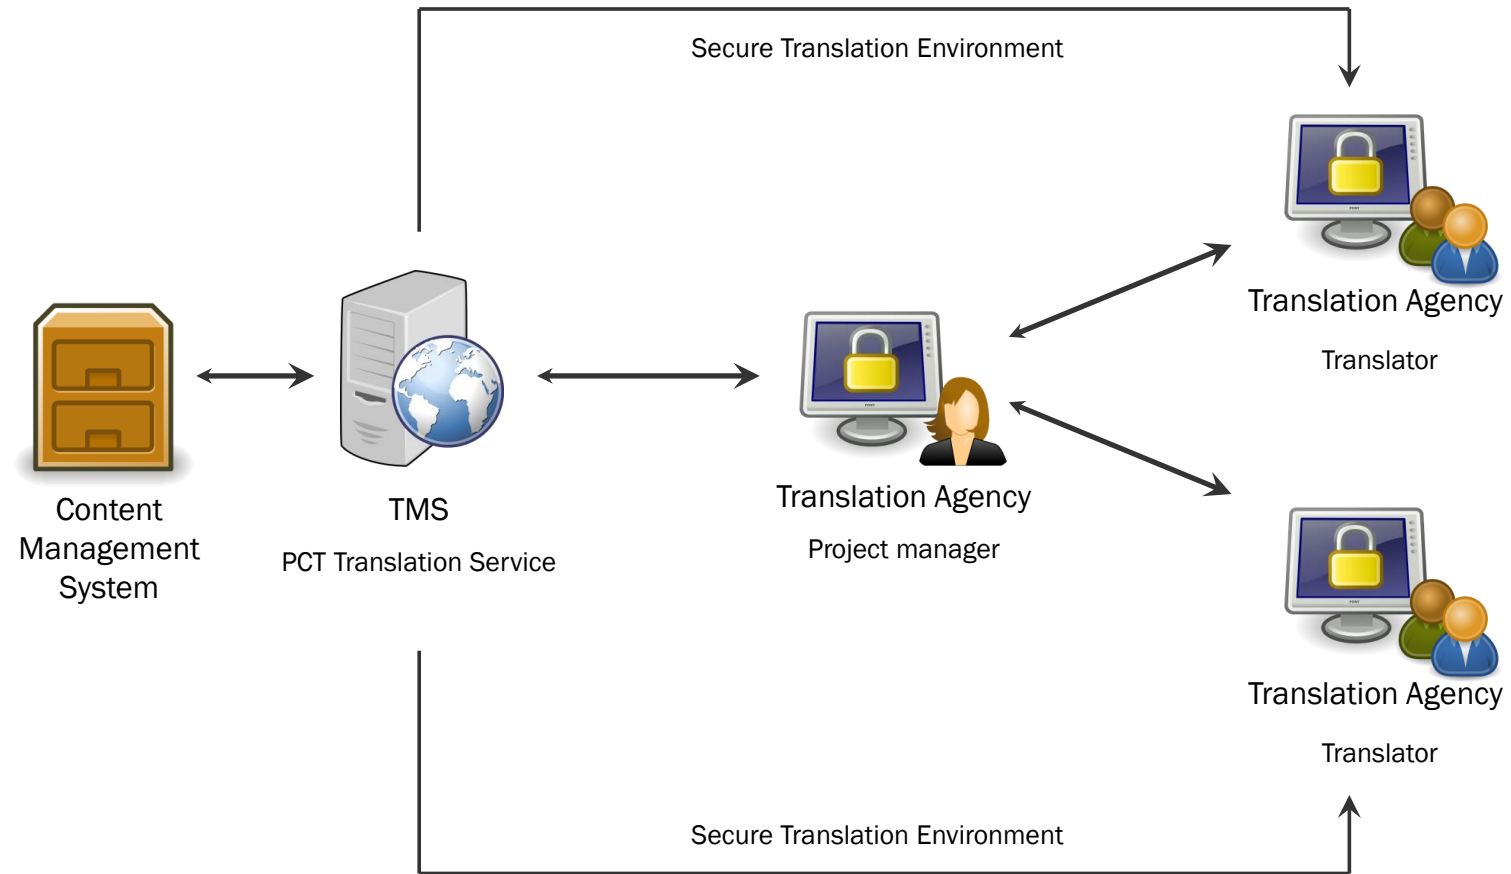 Secure Translation Environment
Translation Agency
Translator
Content
Management
System
TMS
PCT Translation Service
Translation Agency
Project manager
Translation Agency
Translator
Secure Translation Environment